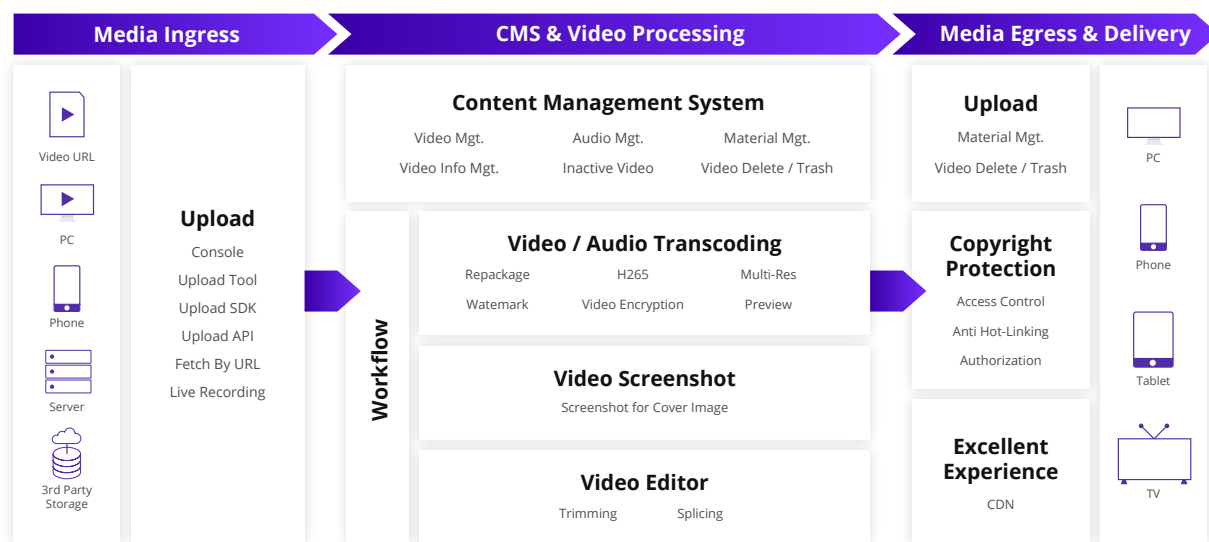 Media Ingress
CMS & Video Processing
Media Egress & Delivery
Video URL
PC
Phone
Server
3rd Party
Storage
Upload
Console
Upload Tool
Upload SDK
Upload API
Fetch By URL
Live Recording
Content Management System
Video Mgt.
Audio Mgt.
Material Mgt.
Video Info Mgt.
Inactive Video
Video Delete / Trash
Workflow
Video / Audio Transcoding
Repackage
H265
Multi-Res
Watemark
Video Encryption
Preview
Video Screenshot
Screenshot for Cover Image
Video Editor
Trimming
Splicing
Upload
Material Mgt.
Video Delete / Trash
Copyright
Protection
Access Control
Anti Hot-Linking
Authorization
Excellent
Experience
CDN
PC
Phone
Tablet
TV